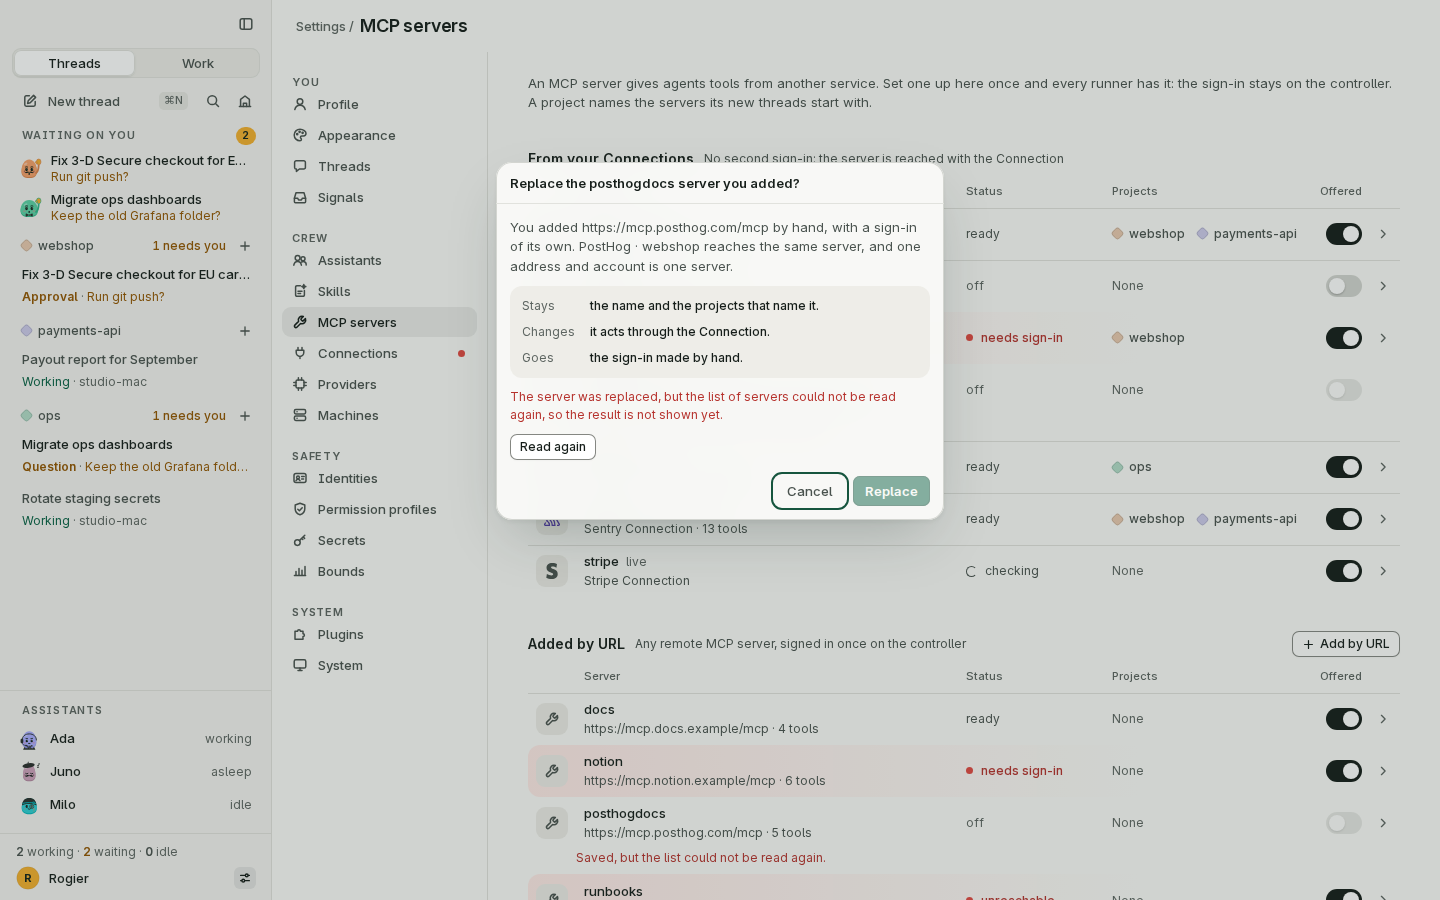 Threads
Work
New thread
⌘N
WAITING ON YOU
2
Fix 3-D Secure checkout for E...
Run git push?
Migrate ops dashboards
Keep the old Grafana folder?
webshop
1 needs you
Fix 3-D Secure checkout for EU car...
Approval · Run git push?
payments-api
Payout report for September
Working · studio-mac
ops
1 needs you
Migrate ops dashboards
Question · Keep the old Grafana fold...
Rotate staging secrets
Working · studio-mac
ASSISTANTS
Ada
working
Juno
asleep
Milo
idle
2 working · 2 waiting · 0 idle
R
Rogier
Settings / MCP servers
YOU
Profile
Appearance
Threads
Signals
CREW
Assistants
Skills
MCP servers
Connections
Providers
Machines
SAFETY
Identities
Permission profiles
Secrets
Bounds
SYSTEM
Plugins
System
An MCP server gives agents tools from another service. Set one up here once and every runner has it: the sign-in stays on the controller.
A project names the servers its new threads start with.
From your Connections No second sign-in: the server is reached with the Connection
Status
Projects
Offered
ready
webshop
payments-api
off
None
needs sign-in
webshop
off
None
ready
ops
Sentry Connection · 13 tools
ready
webshop
payments-api
stripe live
Stripe Connection
checking
None
Replace the posthogdocs server you added?
You added https://mcp.posthog.com/mcp by hand, with a sign-in
of its own. PostHog · webshop reaches the same server, and one
address and account is one server.
Stays the name and the projects that name it.
Changes it acts through the Connection.
Goes the sign-in made by hand.
The server was replaced, but the list of servers could not be read
again, so the result is not shown yet.
Read again
Cancel
Replace
Added by URL Any remote MCP server, signed in once on the controller
Add by URL
Server
Status
Projects
Offered
docs
https://mcp.docs.example/mcp · 4 tools
ready
None
notion
https://mcp.notion.example/mcp · 6 tools
needs sign-in
None
posthogdocs
https://mcp.posthog.com/mcp · 5 tools
off
None
Saved, but the list could not be read again.
runbooks
unreachable
None